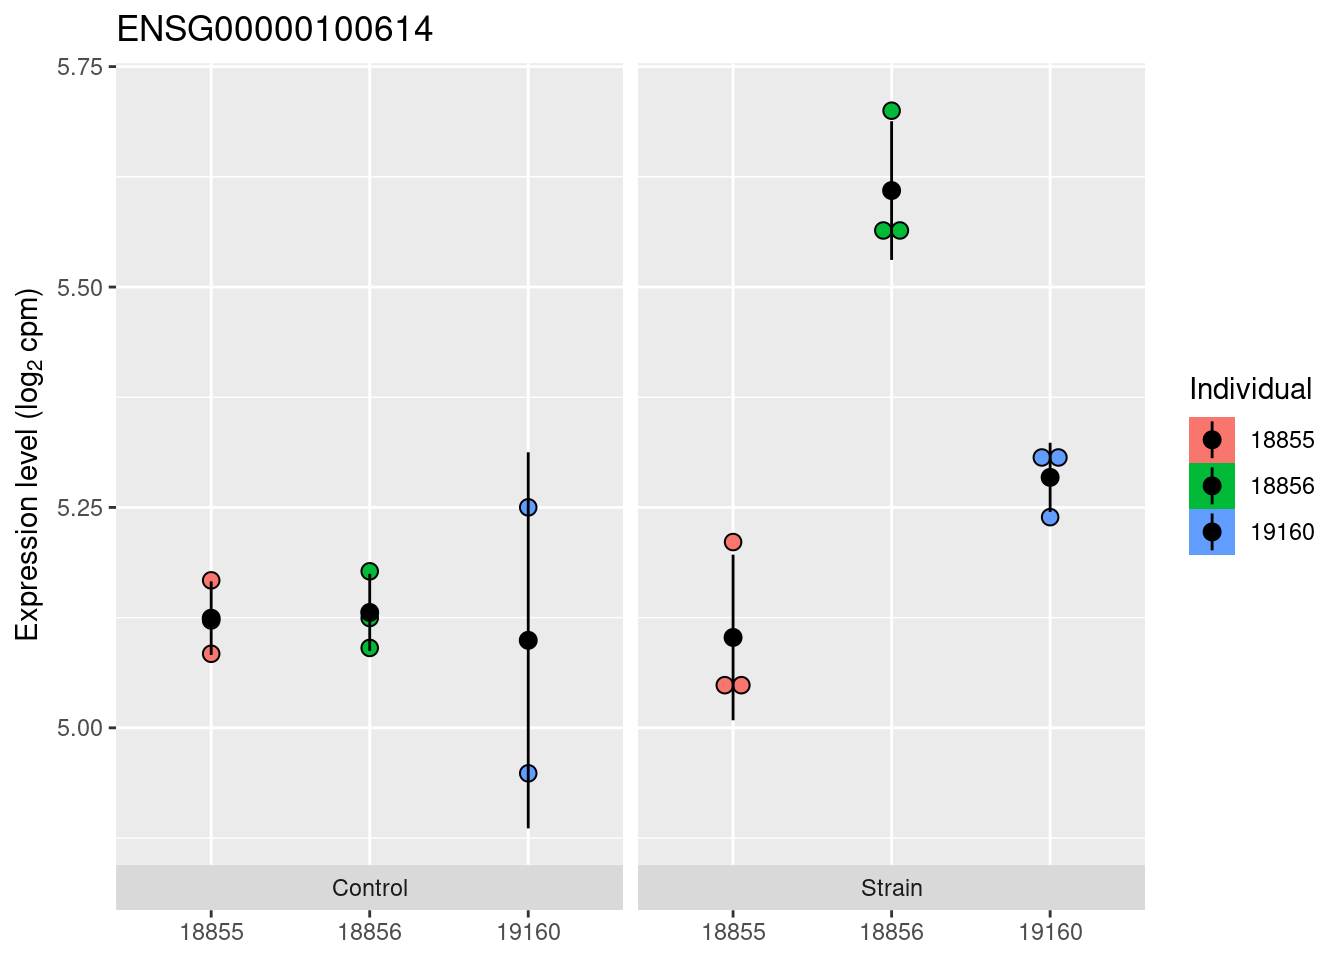 ENSG00000100614
Expression level (log₂ cpm)
5.75
5.50
5.25
5.00
Control
Strain
18855
18856
19160
18855
18856
19160
Individual
18855
18856
19160